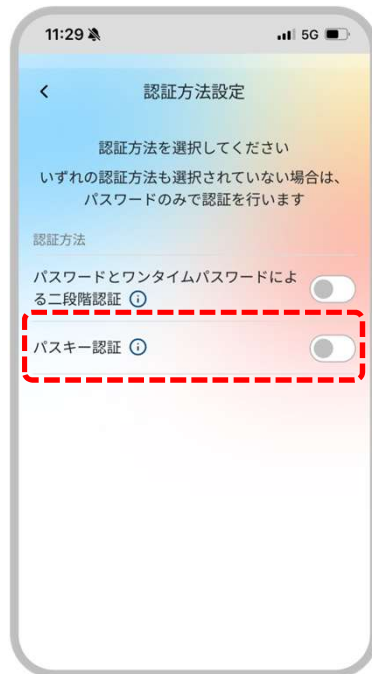 11:29 5G
認証方法設定
認証方法を選択してください
いずれの認証方法も選択されていない場合は、
パスワードのみで認証を行います
認証方法
パスワードとワンタイムパスワードによ
る二段階認証
パスキー認証